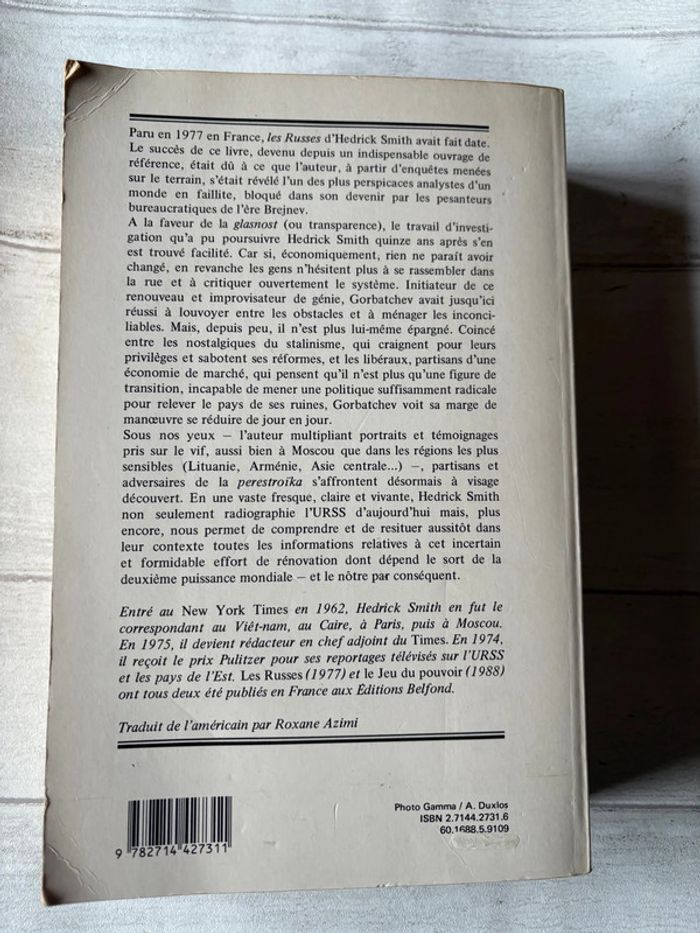 Paru en 1977 en France, les Russes d'Hedrick Smith avait fait date.
Le succès de ce livre, devenu depuis un indispensable ouvrage de
référence, était dû à ce que l'auteur, à partir d'enquêtes menées
sur le terrain, s'était révélé l'un des plus perspicaces analystes d'un
monde en faillite, bloqué dans son devenir par les pesanteurs
bureaucratiques de l'ère Brejnev.
A la faveur de la glasnost (ou transparence), le travail d'investi-
gation qu'a pu poursuivre Hedrick Smith quinze ans après s'en
est trouvé facilité. Car si, économiquement, rien ne paraît avoir
changé, en revanche les gens n'hésitent plus à se rassembler dans
la rue et à critiquer ouvertement le système. Initiateur de ce
renouveau et improvisateur de génie, Gorbatchev avait jusqu'ici
réussi à louvoyer entre les obstacles et à ménager les inconci-
liables. Mais, depuis peu, il n'est plus lui-même épargné. Coincé
entre les nostalgiques du stalinisme, qui craignent pour leurs
privilèges et sabotent ses réformes, et les libéraux, partisans d'une
économie de marché, qui pensent qu'il n'est plus qu'une figure de
transition, incapable de mener une politique suffisamment radicale
pour relever le pays de ses ruines, Gorbatchev voit sa marge de
manœuvre se réduire de jour en jour.
Sous nos yeux – l'auteur multipliant portraits et témoignages
pris sur le vif, aussi bien à Moscou que dans les régions les plus
sensibles (Lituanie, Arménie, Asie centrale...) –, partisans et
adversaires de la perestroïka s'affrontent désormais à visage
découvert. En une vaste fresque, claire et vivante, Hedrick Smith
non seulement radiographie l'URSS d'aujourd'hui mais, plus
encore, nous permet de comprendre et de resituer aussitôt dans
leur contexte toutes les informations relatives à cet incertain
et formidable effort de rénovation dont dépend le sort de la
deuxième puissance mondiale – et le nôtre par conséquent.
Entré au New York Times en 1962, Hedrick Smith en fut le
correspondant au Viêt-nam, au Caire, à Paris, puis à Moscou.
En 1975, il devient rédacteur en chef adjoint du Times. En 1974,
il reçoit le prix Pulitzer pour ses reportages télévisés sur l'URSS
et les pays de l'Est. Les Russes (1977) et le Jeu du pouvoir (1988)
ont tous deux été publiés en France aux Éditions Belfond.
Traduit de l'américain par Roxane Azimi
Photo Gamma / A. Duxlos
ISBN 2.7144.2731.6
60.1688.5.9109
9 782714 427311